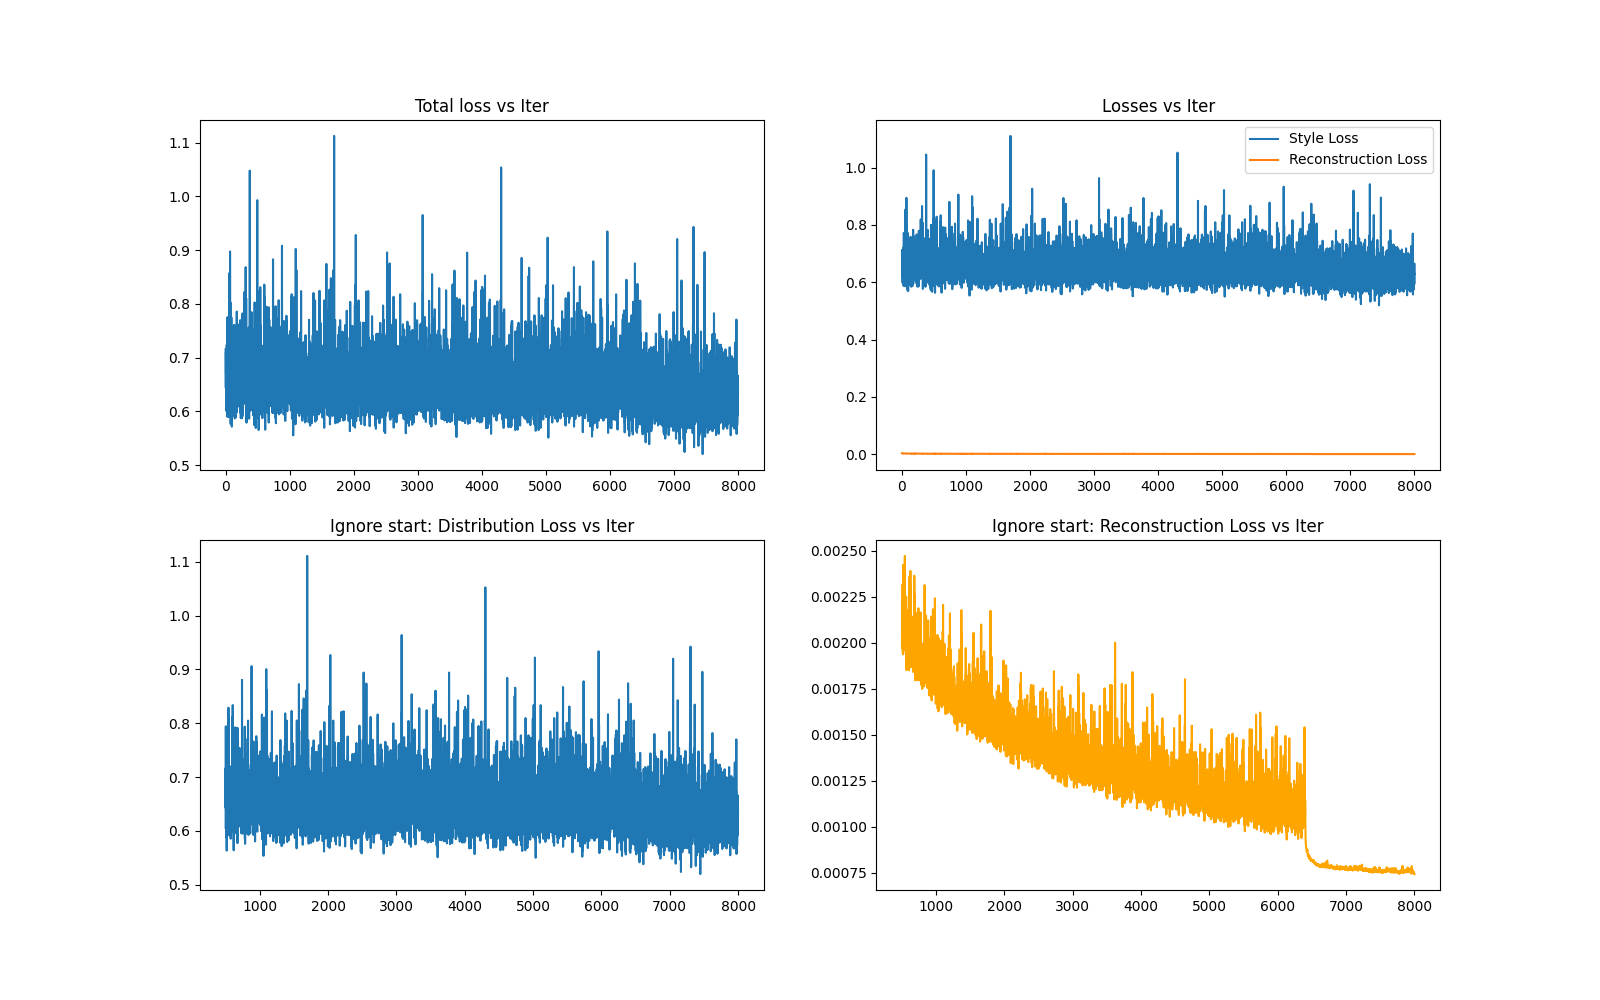 Total loss vs Iter
1.1
1.0
0.9
0.8
0.7
0.6
0.5
0 1000 2000 3000 4000 5000 6000 7000 8000
Losses vs Iter
Style Loss
Reconstruction Loss
1.0
0.8
0.6
0.4
0.2
0.0
0 1000 2000 3000 4000 5000 6000 7000 8000
Ignore start: Distribution Loss vs Iter
1.1
1.0
0.9
0.8
0.7
0.6
0.5
1000 2000 3000 4000 5000 6000 7000 8000
Ignore start: Reconstruction Loss vs Iter
0.00250
0.00225
0.00200
0.00175
0.00150
0.00125
0.00100
0.00075
1000 2000 3000 4000 5000 6000 7000 8000